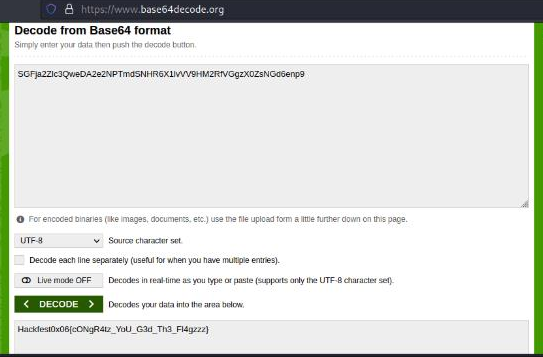 https://www.base64decode.org
Decode from Base64 format
Simply enter your data then push the decode button.
SGFja2Zlc3QweDA2e2NPTmdSNHR6X1lvVV9HM2RfVGgzX0ZsNGd6enp9
For encoded binaries (like images, documents, etc.) use the file upload form a little further down on this page.
UTF-8 Source character set.
Decode each line separately (useful for when you have multiple entries).
Live mode OFF Decodes in real-time as you type or paste (supports only the UTF-8 character set).
< DECODE > Decodes your data into the area below.
Hackfest0x06{cONgR4tz_YoU_G3d_Th3_Fl4gzzz}